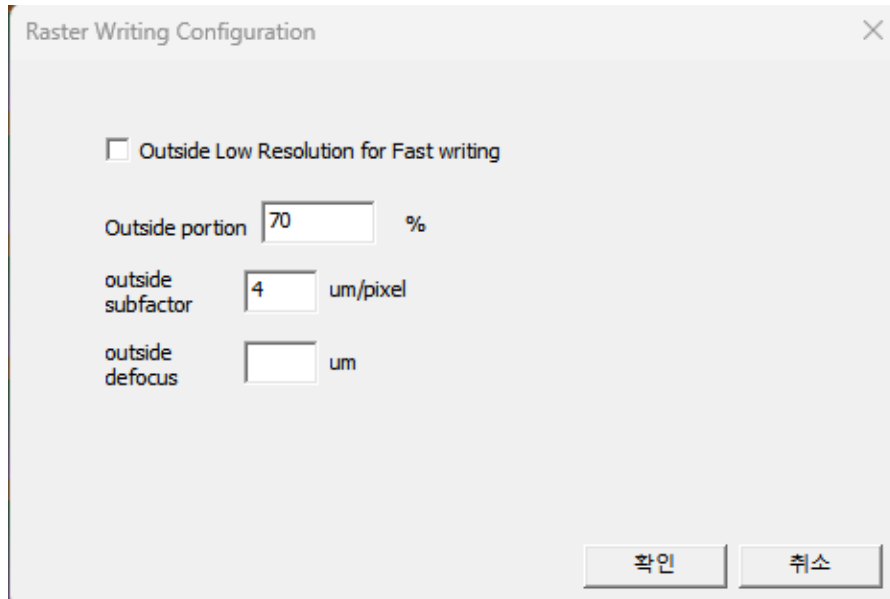 Raster Writing Configuration
Outside Low Resolution for Fast writing
Outside portion 70 %
outside
subfactor 4 um/pixel
outside
defocus um
확인 취소